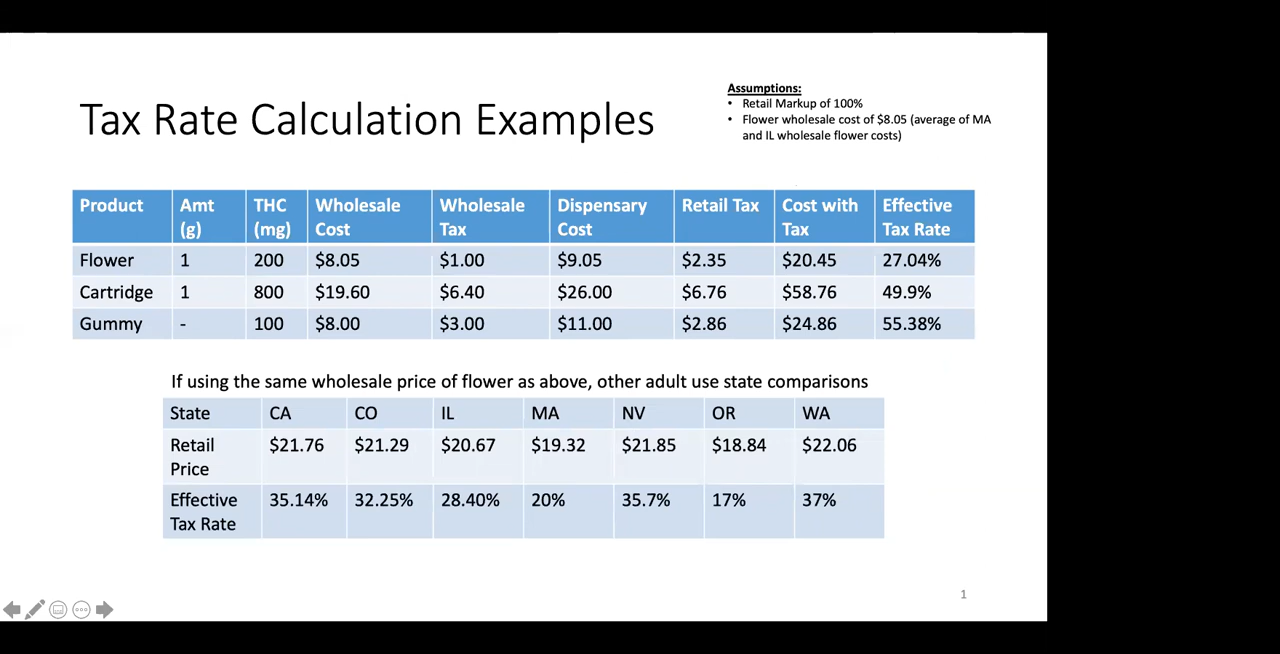 Tax Rate Calculation Examples
Assumptions:
• Retail Markup of 100%
• Flower wholesale cost of $8.05 (average of MA
and IL wholesale flower costs)
Product Amt (g) THC (mg) Wholesale Cost Wholesale Tax Dispensary Cost Retail Tax Cost with Tax Effective Tax Rate
Flower 1 200 $8.05 $1.00 $9.05 $2.35 $20.45 27.04%
Cartridge 1 800 $19.60 $6.40 $26.00 $6.76 $58.76 49.9%
Gummy - 100 $8.00 $3.00 $11.00 $2.86 $24.86 55.38%
If using the same wholesale price of flower as above, other adult use state comparisons
State CA CO IL MA NV OR WA
Retail Price $21.76 $21.29 $20.67 $19.32 $21.85 $18.84 $22.06
Effective Tax Rate 35.14% 32.25% 28.40% 20% 35.7% 17% 37%
1